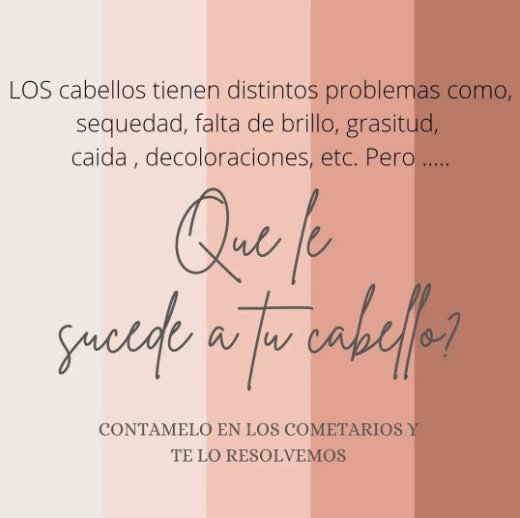 LOS cabellos tienen distintos problemas como,
sequedad, falta de brillo, grasitud,
caida , decoloraciones, etc. Pero .....
Que le
sucede a tu cabello?
CONTAMELO EN LOS COMETARIOS Y
TE LO RESOLVEMOS